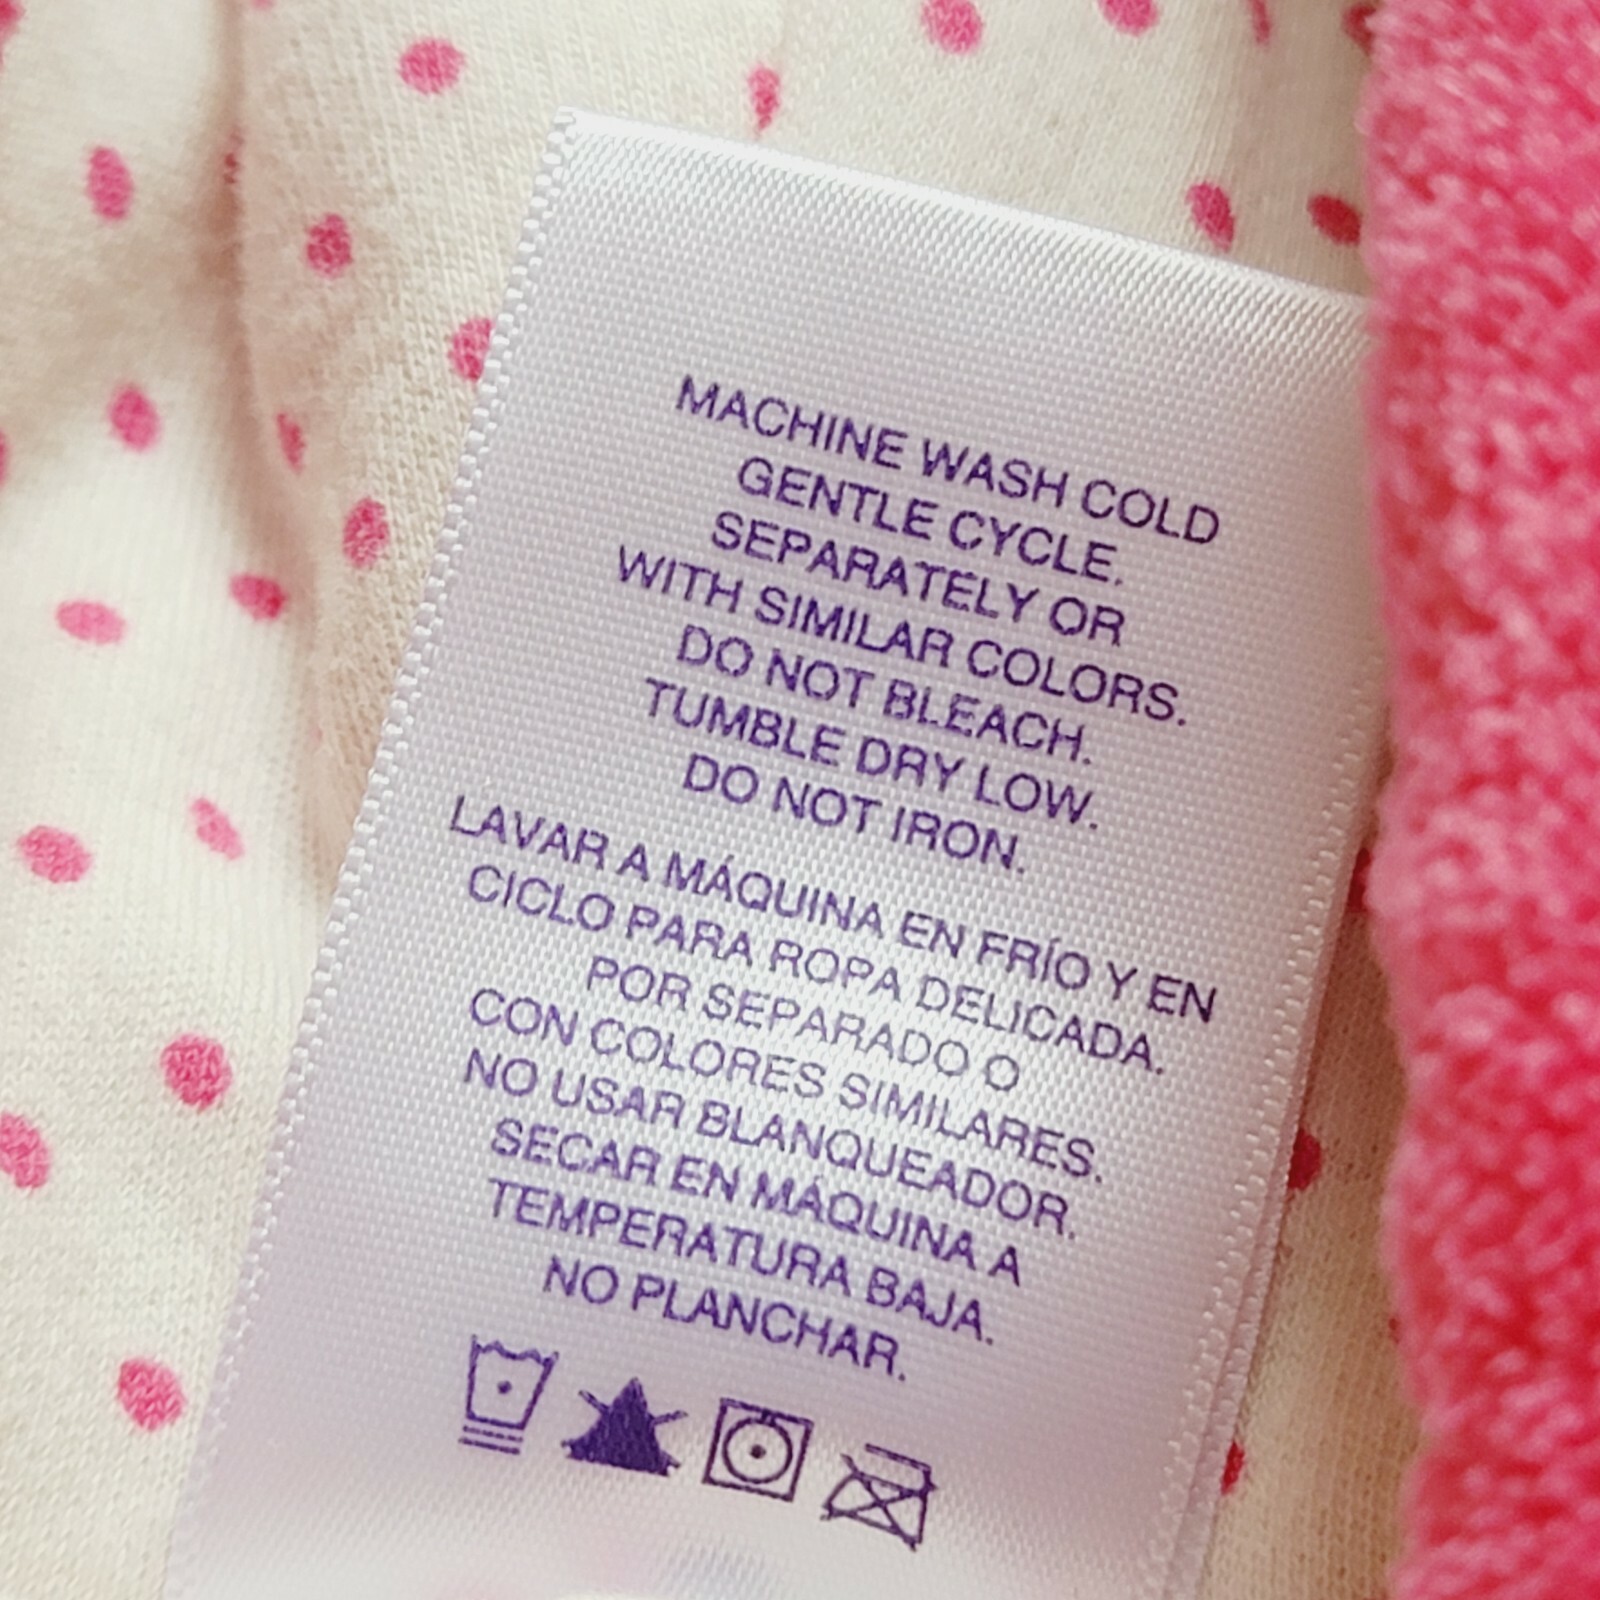 MACHINE WASH COLD
GENTLE CYCLE.
SEPARATELY OR
WITH SIMILAR COLORS.
DO NOT BLEACH.
TUMBLE DRY LOW.
DO NOT IRON.
LAVAR A MÁQUINA EN FRÍO Y EN
CICLO PARA ROPA DELICADA.
POR SEPARADO O
CON COLORES SIMILARES.
NO USAR BLANQUEADOR.
SECAR EN MÁQUINA A
TEMPERATURA BAJA.
NO PLANCHAR.